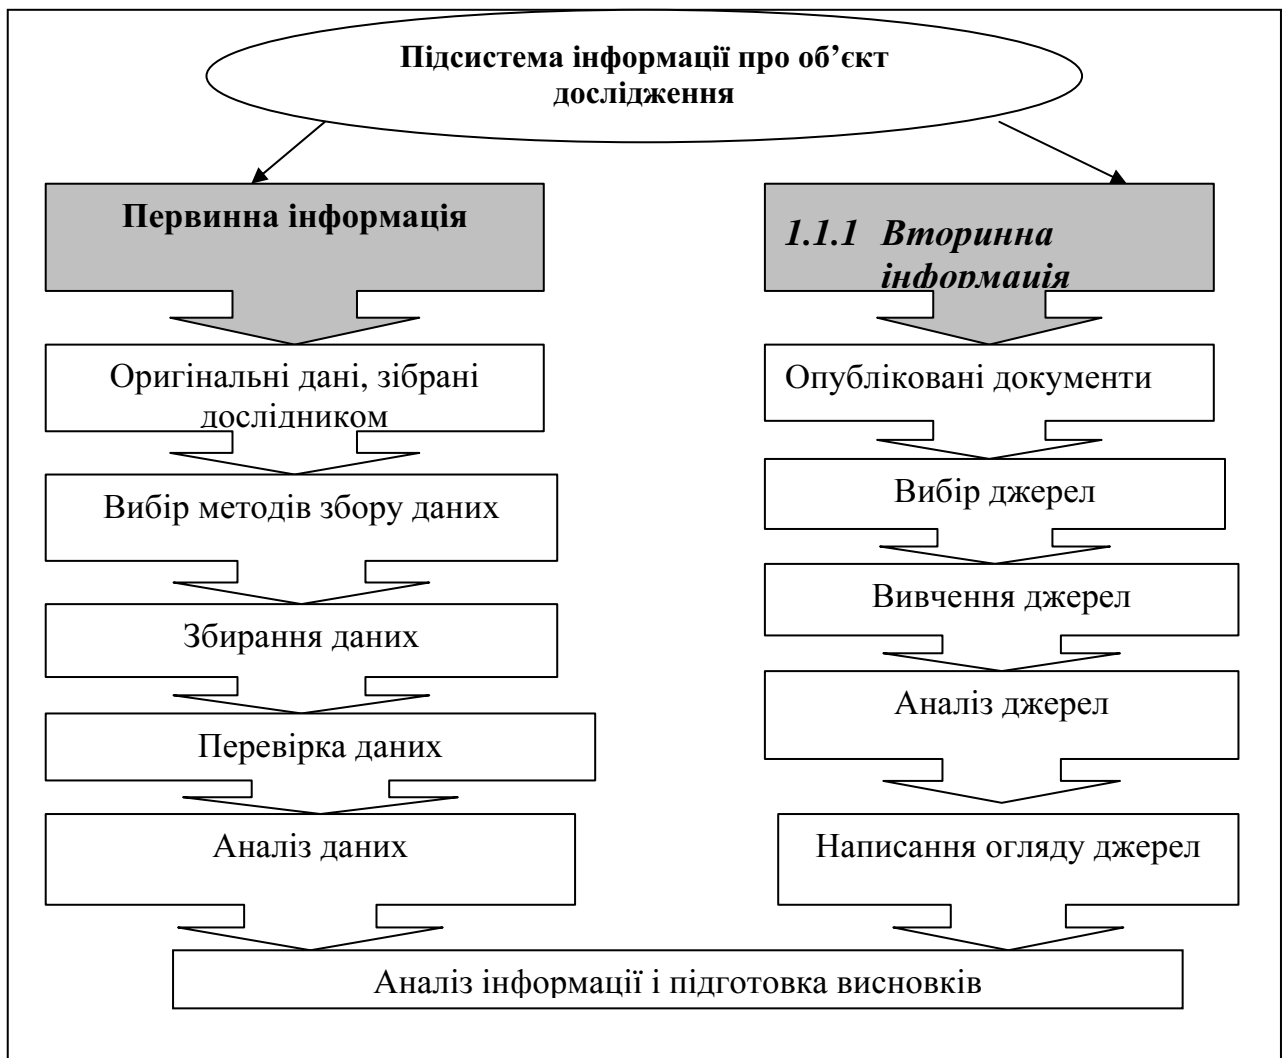 Підсистема інформації про об’єкт
дослідження
Первинна інформація
1.1.1 Вторинна
інформація
Оригінальні дані, зібрані
дослідником
Вибір методів збору даних
Збирання даних
Перевірка даних
Аналіз даних
Опубліковані документи
Вибір джерел
Вивчення джерел
Аналіз джерел
Написання огляду джерел
Аналіз інформації і підготовка висновків